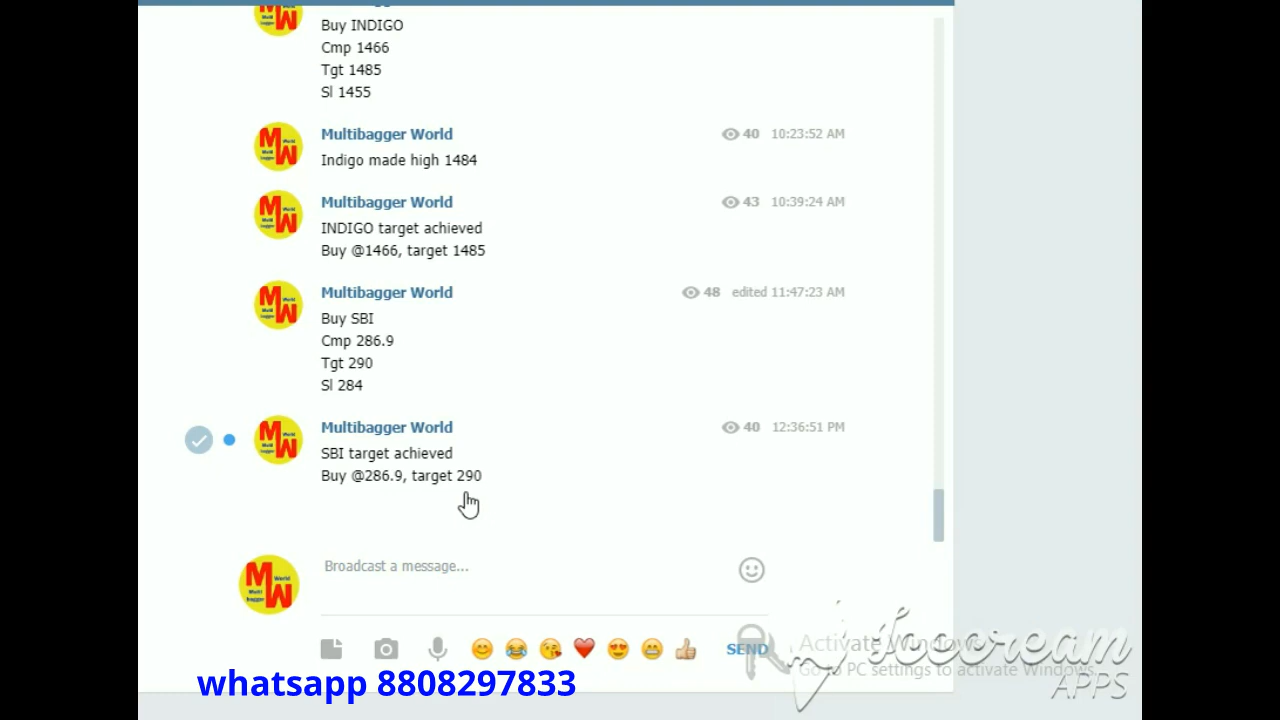 Buy INDIGO
Cmp 1466
Tgt 1485
Sl 1455
Multibagger World 40 10:23:52 AM
Indigo made high 1484
Multibagger World 43 10:39:24 AM
INDIGO target achieved
Buy @1466, target 1485
Multibagger World 48 edited 11:47:23 AM
Buy SBI
Cmp 286.9
Tgt 290
Sl 284
Multibagger World 40 12:36:51 PM
SBI target achieved
Buy @286.9, target 290
Broadcast a message...
SEND
Activate Windows
Go to PC settings to activate Windows.
Icecream
APPS
whatsapp 8808297833